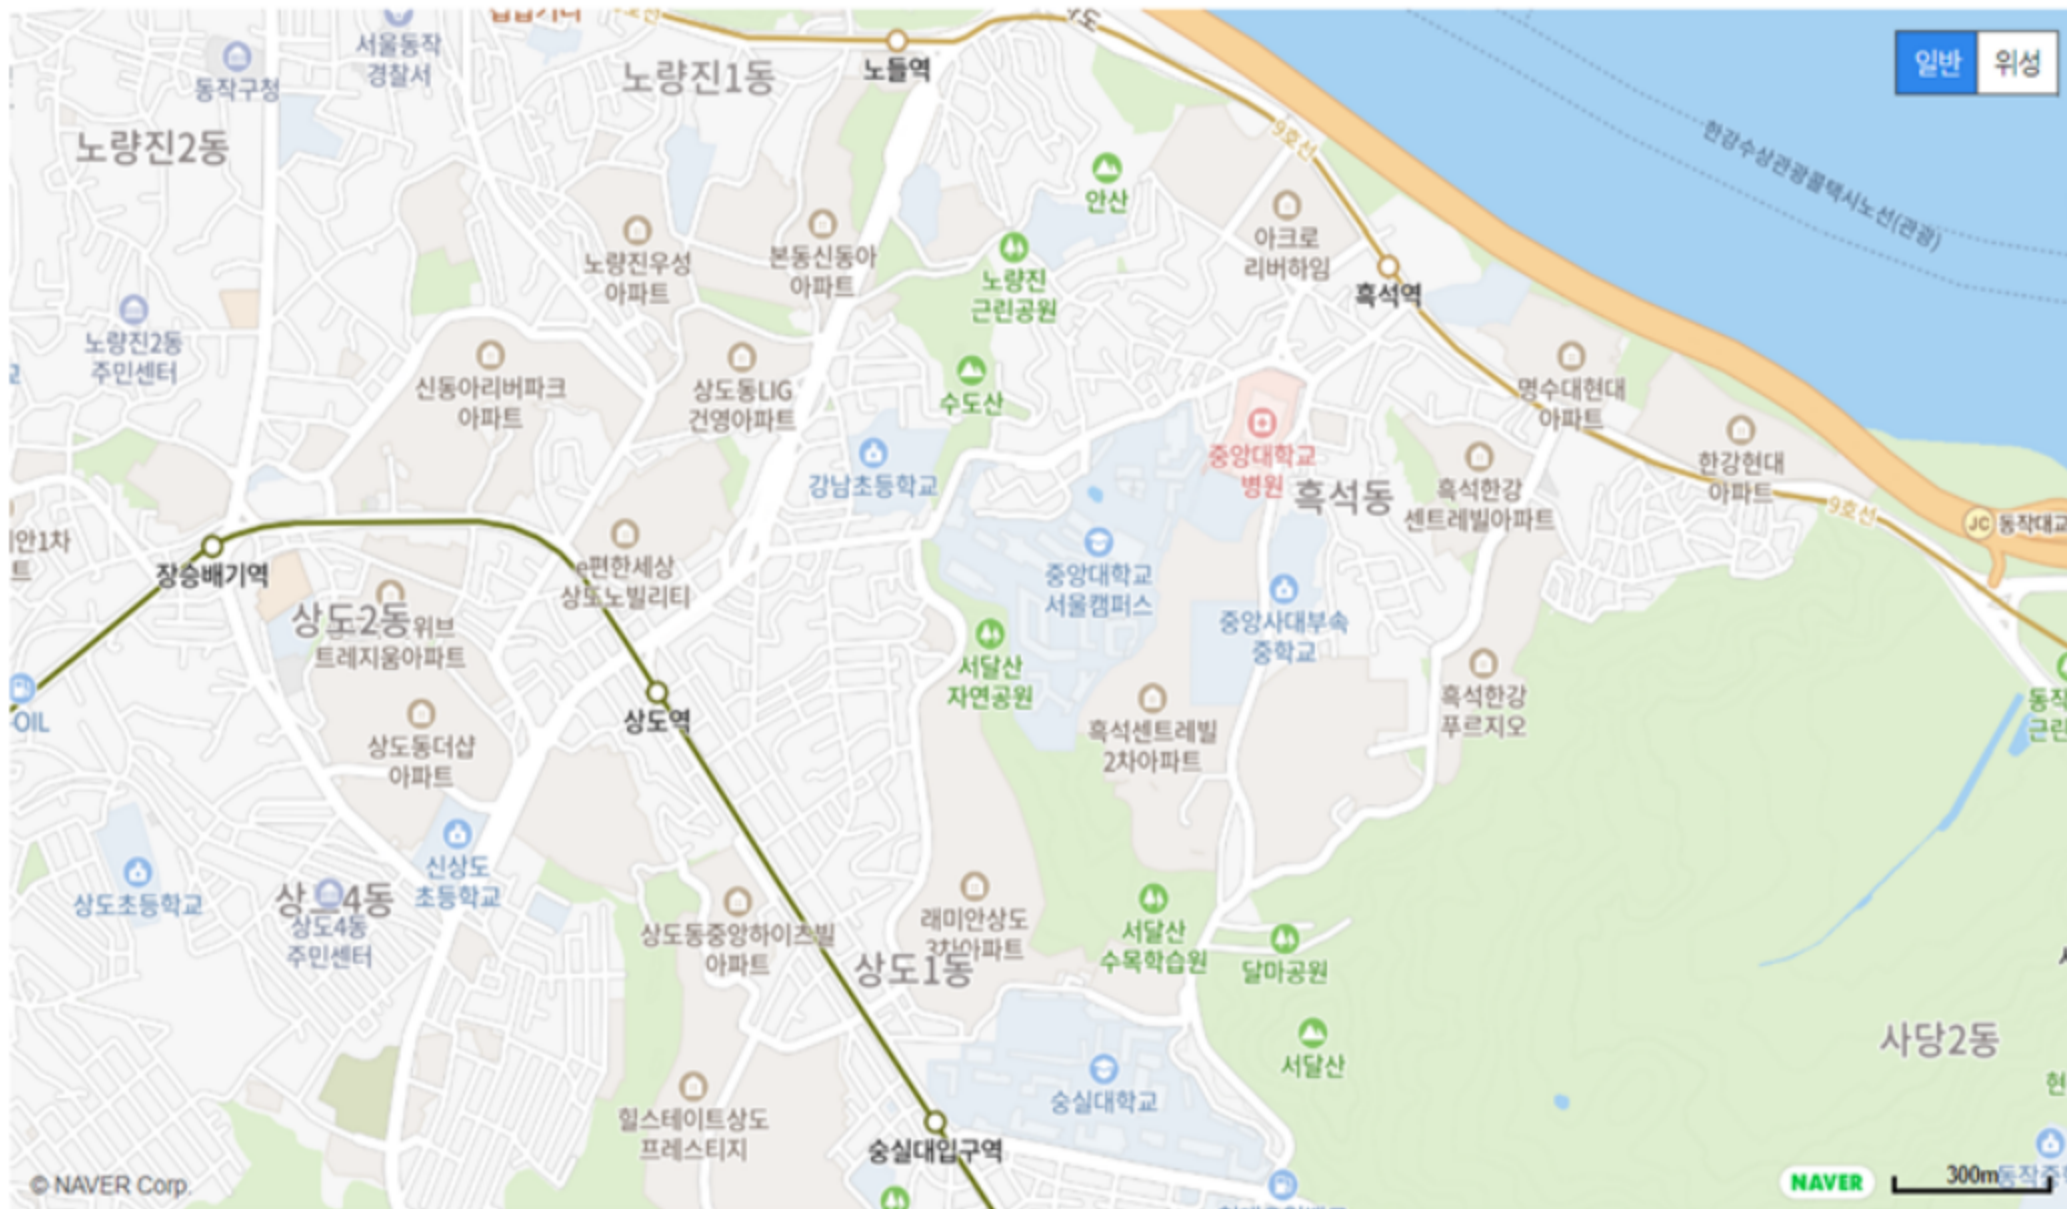 9호선
서울동작
경찰서
동작구청
노량진1동
노들역
일반
위성
노량진2동
9호선
한강수상관광콜택시노선(관광)
안산
아크로
리버하임
노량진우성
아파트
본동신동아
아파트
노량진
근린공원
흑석역
노량진2동
주민센터
신동아리버파크
아파트
상도동LIG
건영아파트
수도산
명수대현대
아파트
강남초등학교
중앙대학교
병원
흑석동
흑석한강
센트레빌아파트
한강현대
아파트
9호선
JC 동작대교
안1차
트
장승배기역
e편한세상
상도노빌리티
중앙대학교
서울캠퍼스
중앙사대부속
중학교
상도2동
위브
트레지움아파트
서달산
자연공원
흑석한강
푸르지오
-OIL
상도역
상도동더샵
아파트
흑석센트레빌
2차아파트
동작
근린
상도초등학교
신상도
초등학교
상도4동
상도4동
주민센터
상도동중앙하이츠빌
아파트
래미안상도
3차아파트
상도1동
서달산
수목학습원
달마공원
서달산
사당2동
현
숭실대학교
힐스테이트상도
프레스티지
숭실대입구역
© NAVER Corp.
NAVER
300m
동작중